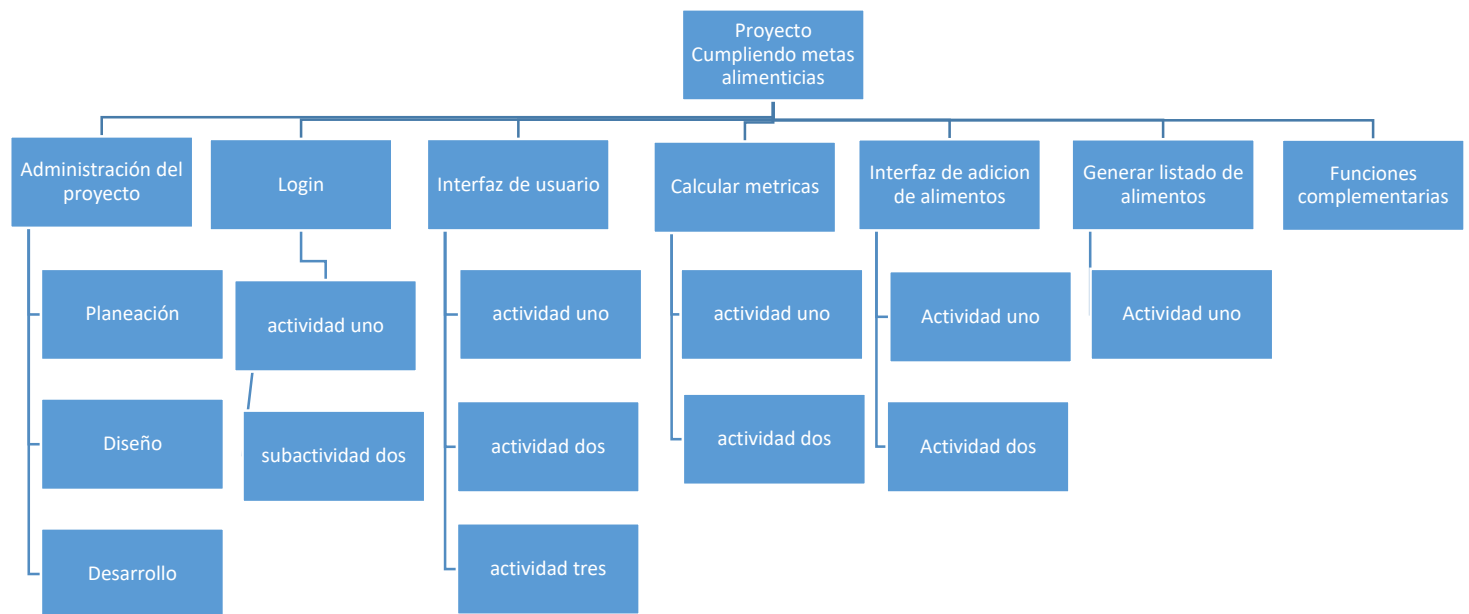 Proyecto
Cumpliendo metas
alimenticias
Administración del
proyecto
Login
Interfaz de usuario
Calcular metricas
Interfaz de adicion
de alimentos
Generar listado de
alimentos
Funciones
complementarias
Planeación
actividad uno
actividad uno
actividad uno
Actividad uno
Actividad uno
Diseño
subactividad dos
actividad dos
actividad dos
Actividad dos
Desarrollo
actividad tres